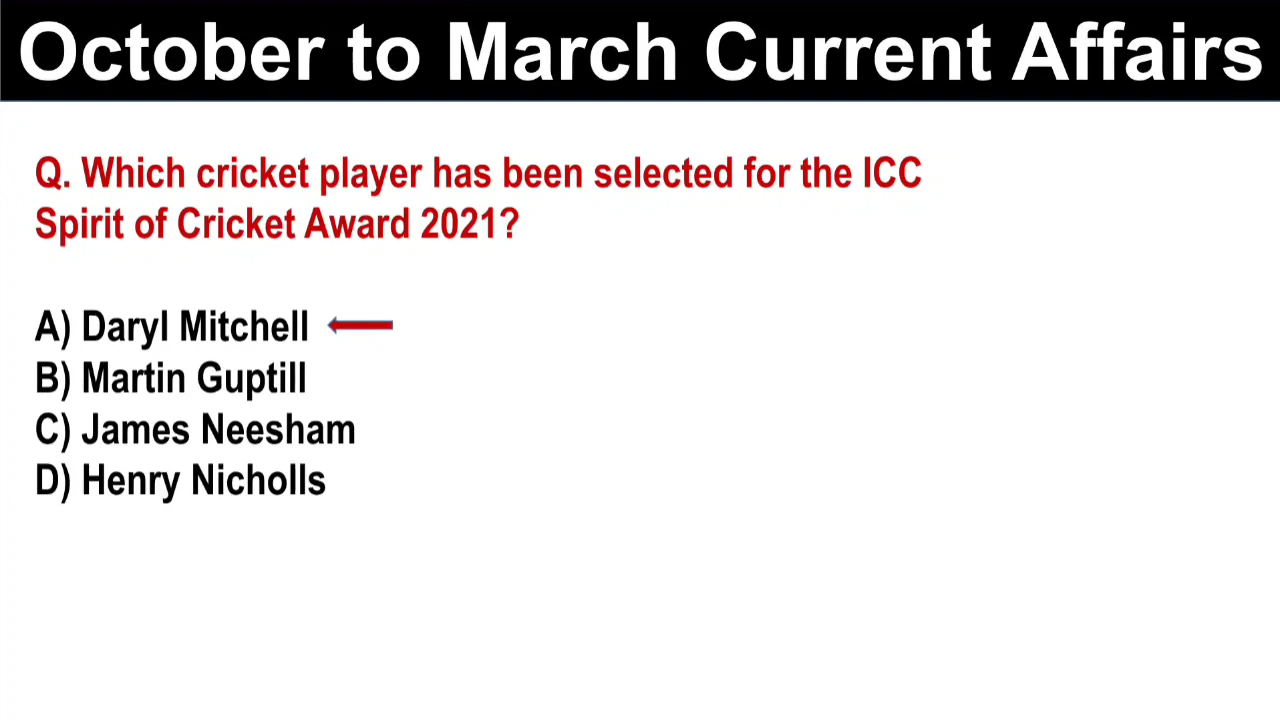 October to March Current Affairs
Q. Which cricket player has been selected for the ICC
Spirit of Cricket Award 2021?
A) Daryl Mitchell
B) Martin Guptill
C) James Neesham
D) Henry Nicholls